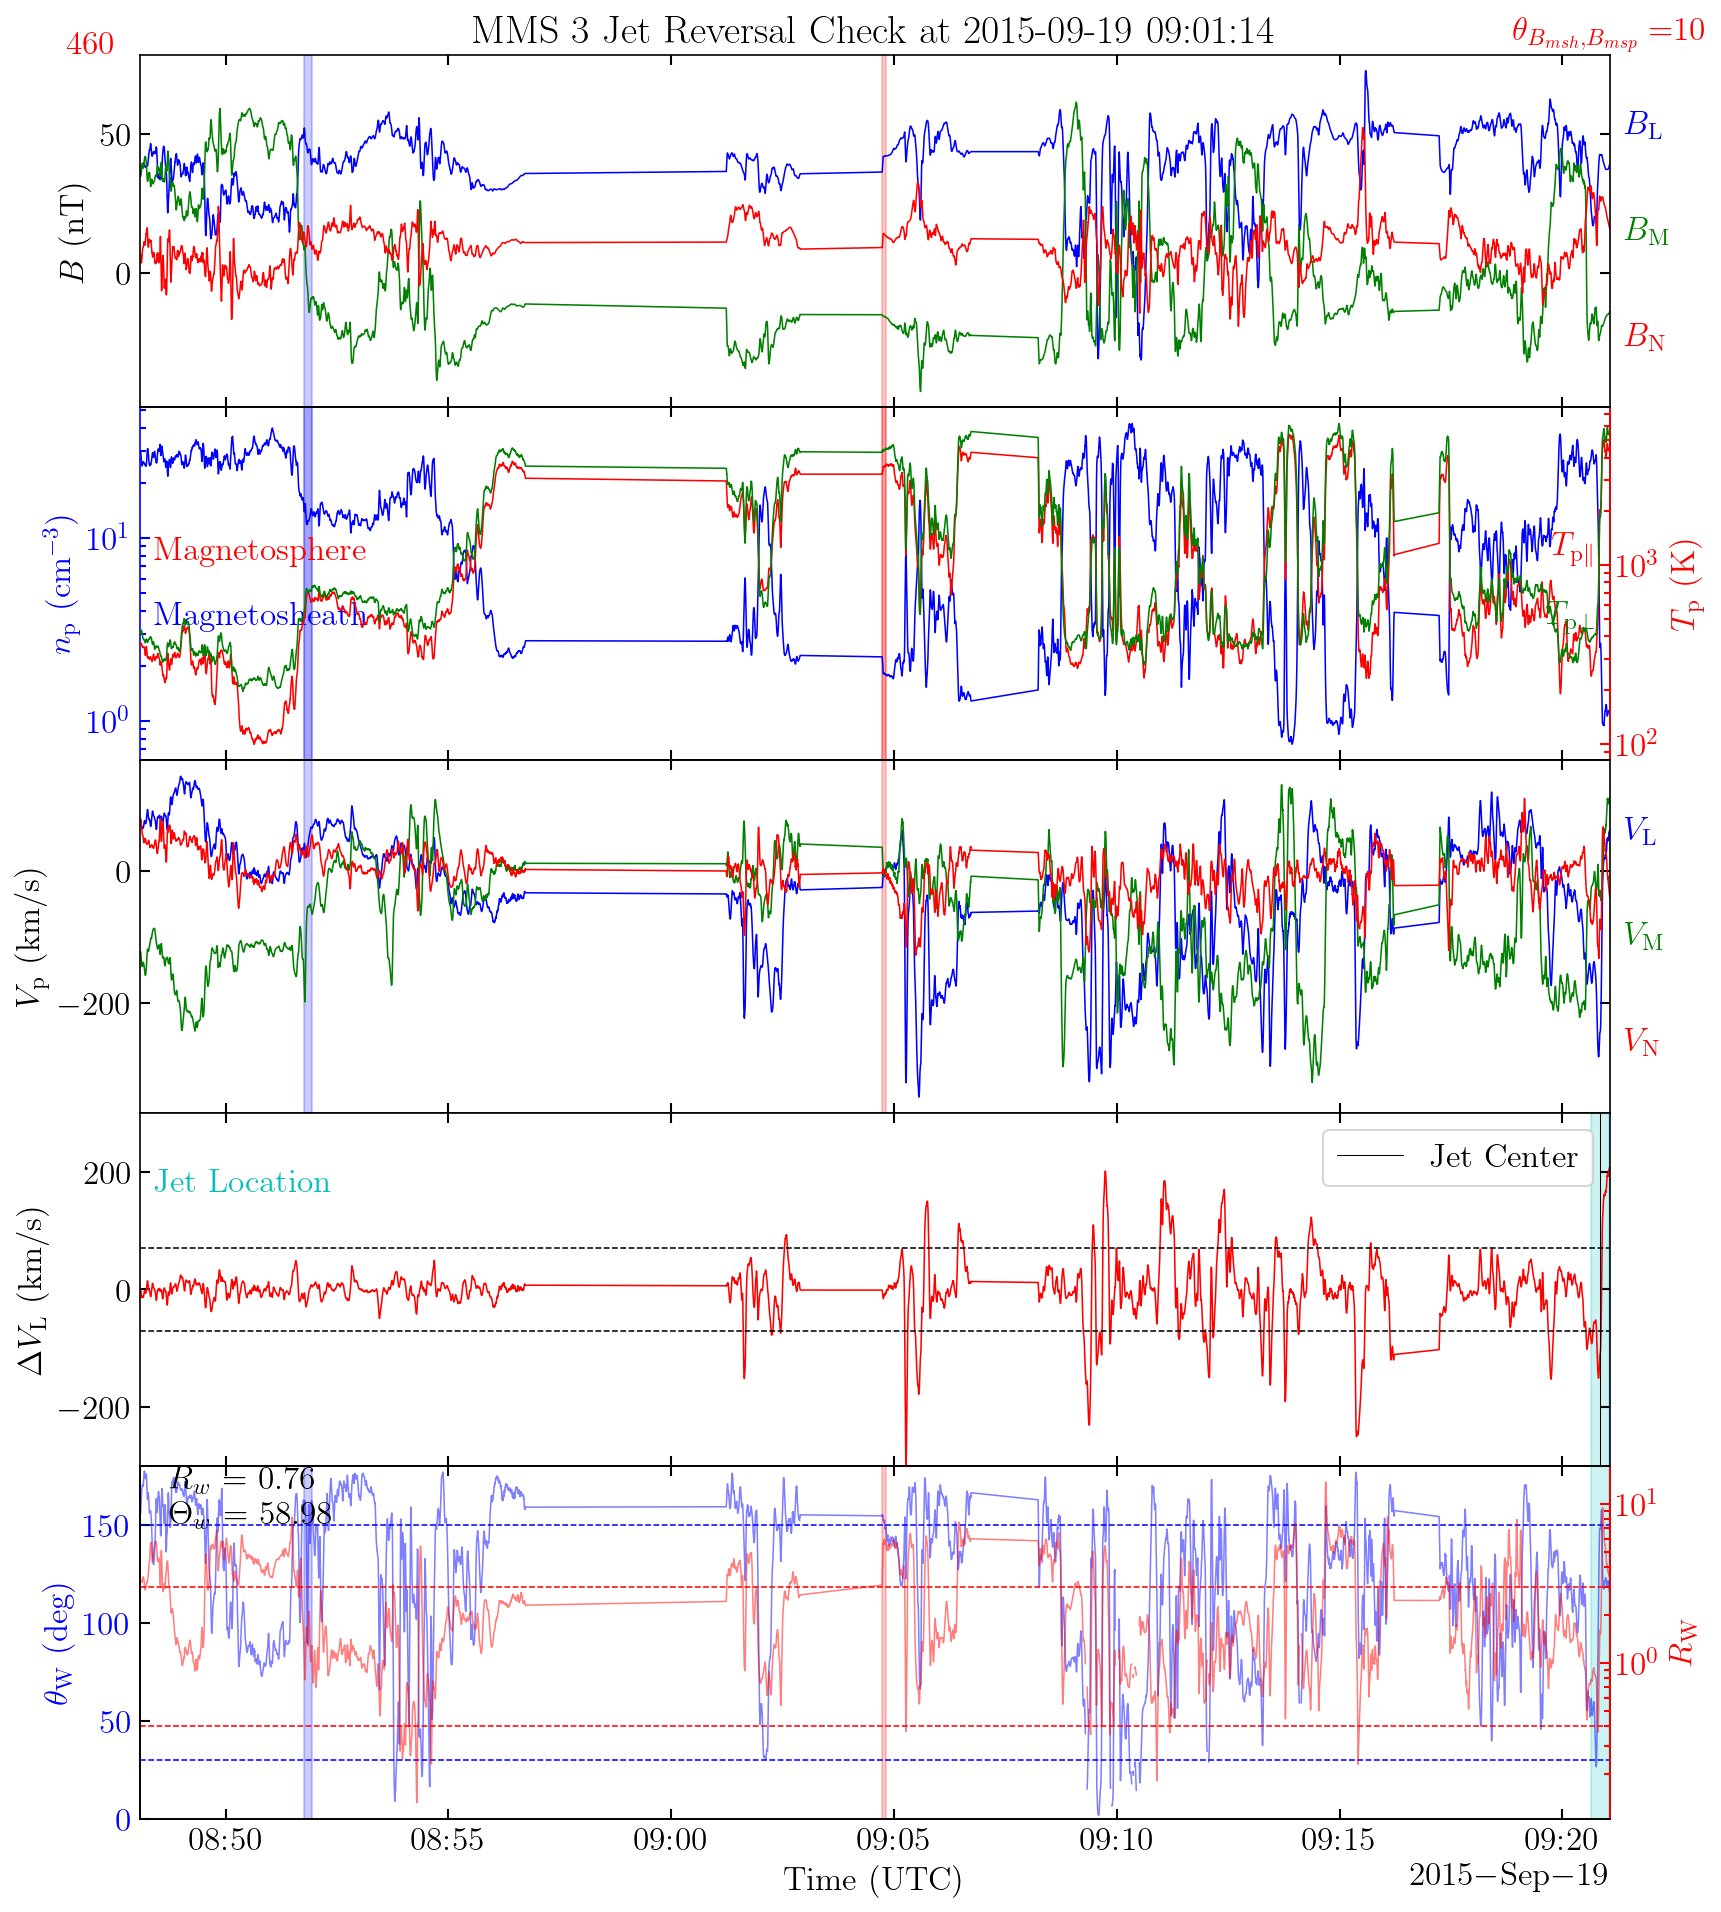 MMS 3 Jet Reversal Check at 2015-09-19 09:01:14
460
θ_{B_{msh},B_{msp}} =10
50
0
B (nT)
B_L
B_M
B_N
10^1
10^0
n_p (cm^{−3})
Magnetosphere
Magnetosheath
T_{p∥}
T_{p⊥}
10^3
10^2
T_p (K)
0
−200
V_p (km/s)
V_L
V_M
V_N
200
0
−200
ΔV_L (km/s)
Jet Location
Jet Center
R_w = 0.76
Θ_w = 58.98
150
100
50
0
θ_W (deg)
10^1
10^0
R_W
08:50 08:55 09:00 09:05 09:10 09:15 09:20
Time (UTC)
2015−Sep−19